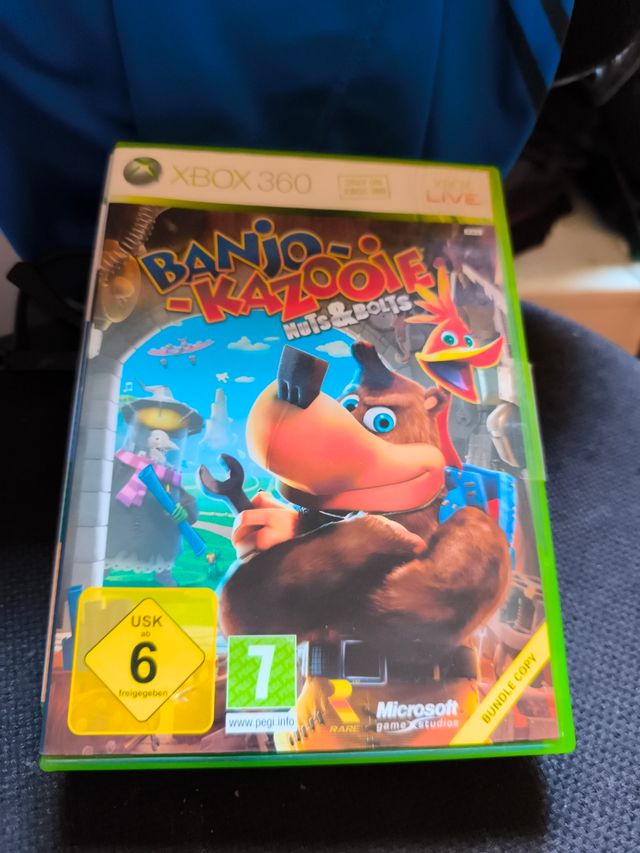 XBOX 360
XBOX
LIVE
BANJO-
-KAZOOIE
NUTS & BOLTS
USK
ab
6
freigegeben
7
www.pegi.info
RARE
Microsoft
game studios
BUNDLE COPY